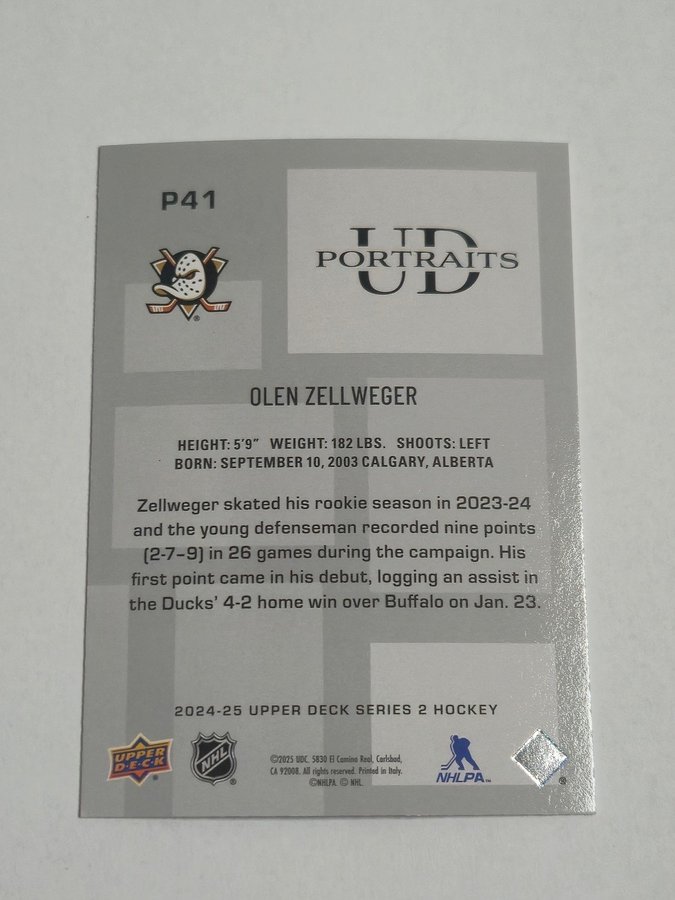 P41
UD
PORTRAITS
OLEN ZELLWEGER
HEIGHT: 5'9" WEIGHT: 182 LBS. SHOOTS: LEFT
BORN: SEPTEMBER 10, 2003 CALGARY, ALBERTA
Zellweger skated his rookie season in 2023-24
and the young defenseman recorded nine points
(2-7–9) in 26 games during the campaign. His
first point came in his debut, logging an assist in
the Ducks' 4-2 home win over Buffalo on Jan. 23.
2024-25 UPPER DECK SERIES 2 HOCKEY
UPPER
D·E·C·K
NHL
©2025 UDC. 5830 El Camino Real, Carlsbad,
CA 92008. All rights reserved. Printed in Italy.
©NHLPA. © NHL.
NHLPA™